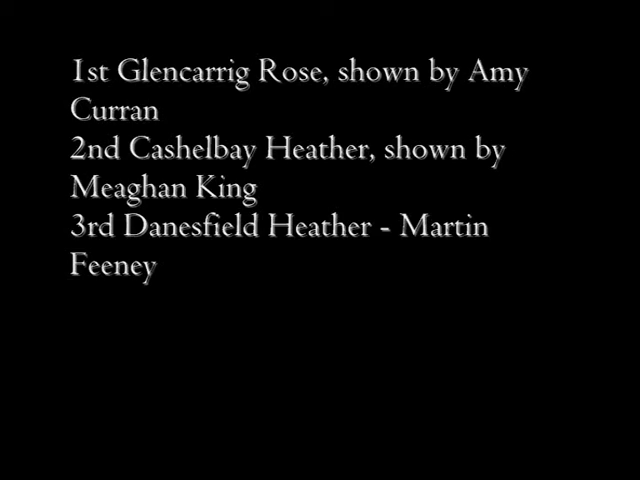 1st Glencarrig Rose, shown by Amy
Curran
2nd Cashelbay Heather, shown by
Meaghan King
3rd Danesfield Heather - Martin
Feeney